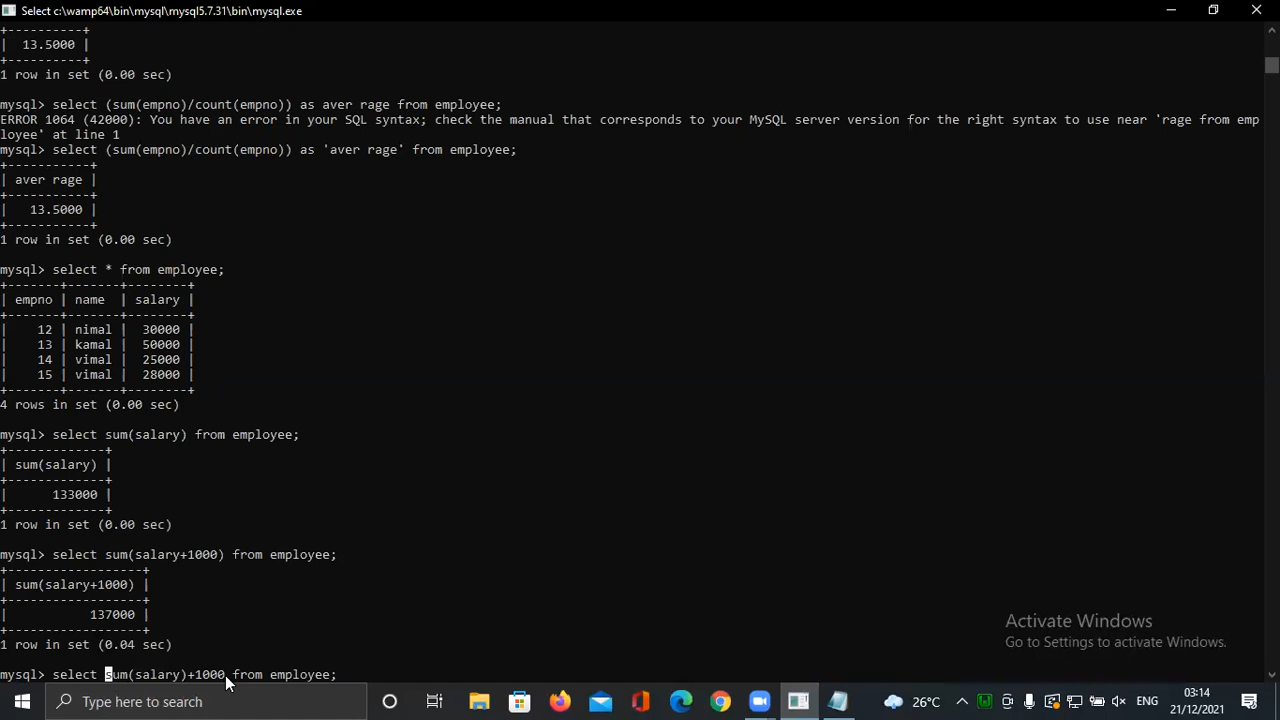 Select c:\wamp64\bin\mysql\mysql5.7.31\bin\mysql.exe
+----------+
| 13.5000 |
+----------+
1 row in set (0.00 sec)
mysql> select (sum(empno)/count(empno)) as aver rage from employee;
ERROR 1064 (42000): You have an error in your SQL syntax; check the manual that corresponds to your MySQL server version for the right syntax to use near 'rage from emp
loyee' at line 1
mysql> select (sum(empno)/count(empno)) as 'aver rage' from employee;
+-----------+
| aver rage |
+-----------+
|   13.5000 |
+-----------+
1 row in set (0.00 sec)
mysql> select * from employee;
+-------+-------+--------+
| empno | name  | salary |
+-------+-------+--------+
|    12 | nimal |  30000 |
|    13 | kamal |  50000 |
|    14 | vimal |  25000 |
|    15 | vimal |  28000 |
+-------+-------+--------+
4 rows in set (0.00 sec)
mysql> select sum(salary) from employee;
+-------------+
| sum(salary) |
+-------------+
|      133000 |
+-------------+
1 row in set (0.00 sec)
mysql> select sum(salary+1000) from employee;
+------------------+
| sum(salary+1000) |
+------------------+
|           137000 |
+------------------+
1 row in set (0.04 sec)
mysql> select sum(salary)+1000 from employee;
Activate Windows
Go to Settings to activate Windows.
Type here to search
26°C
ENG
03:14
21/12/2021